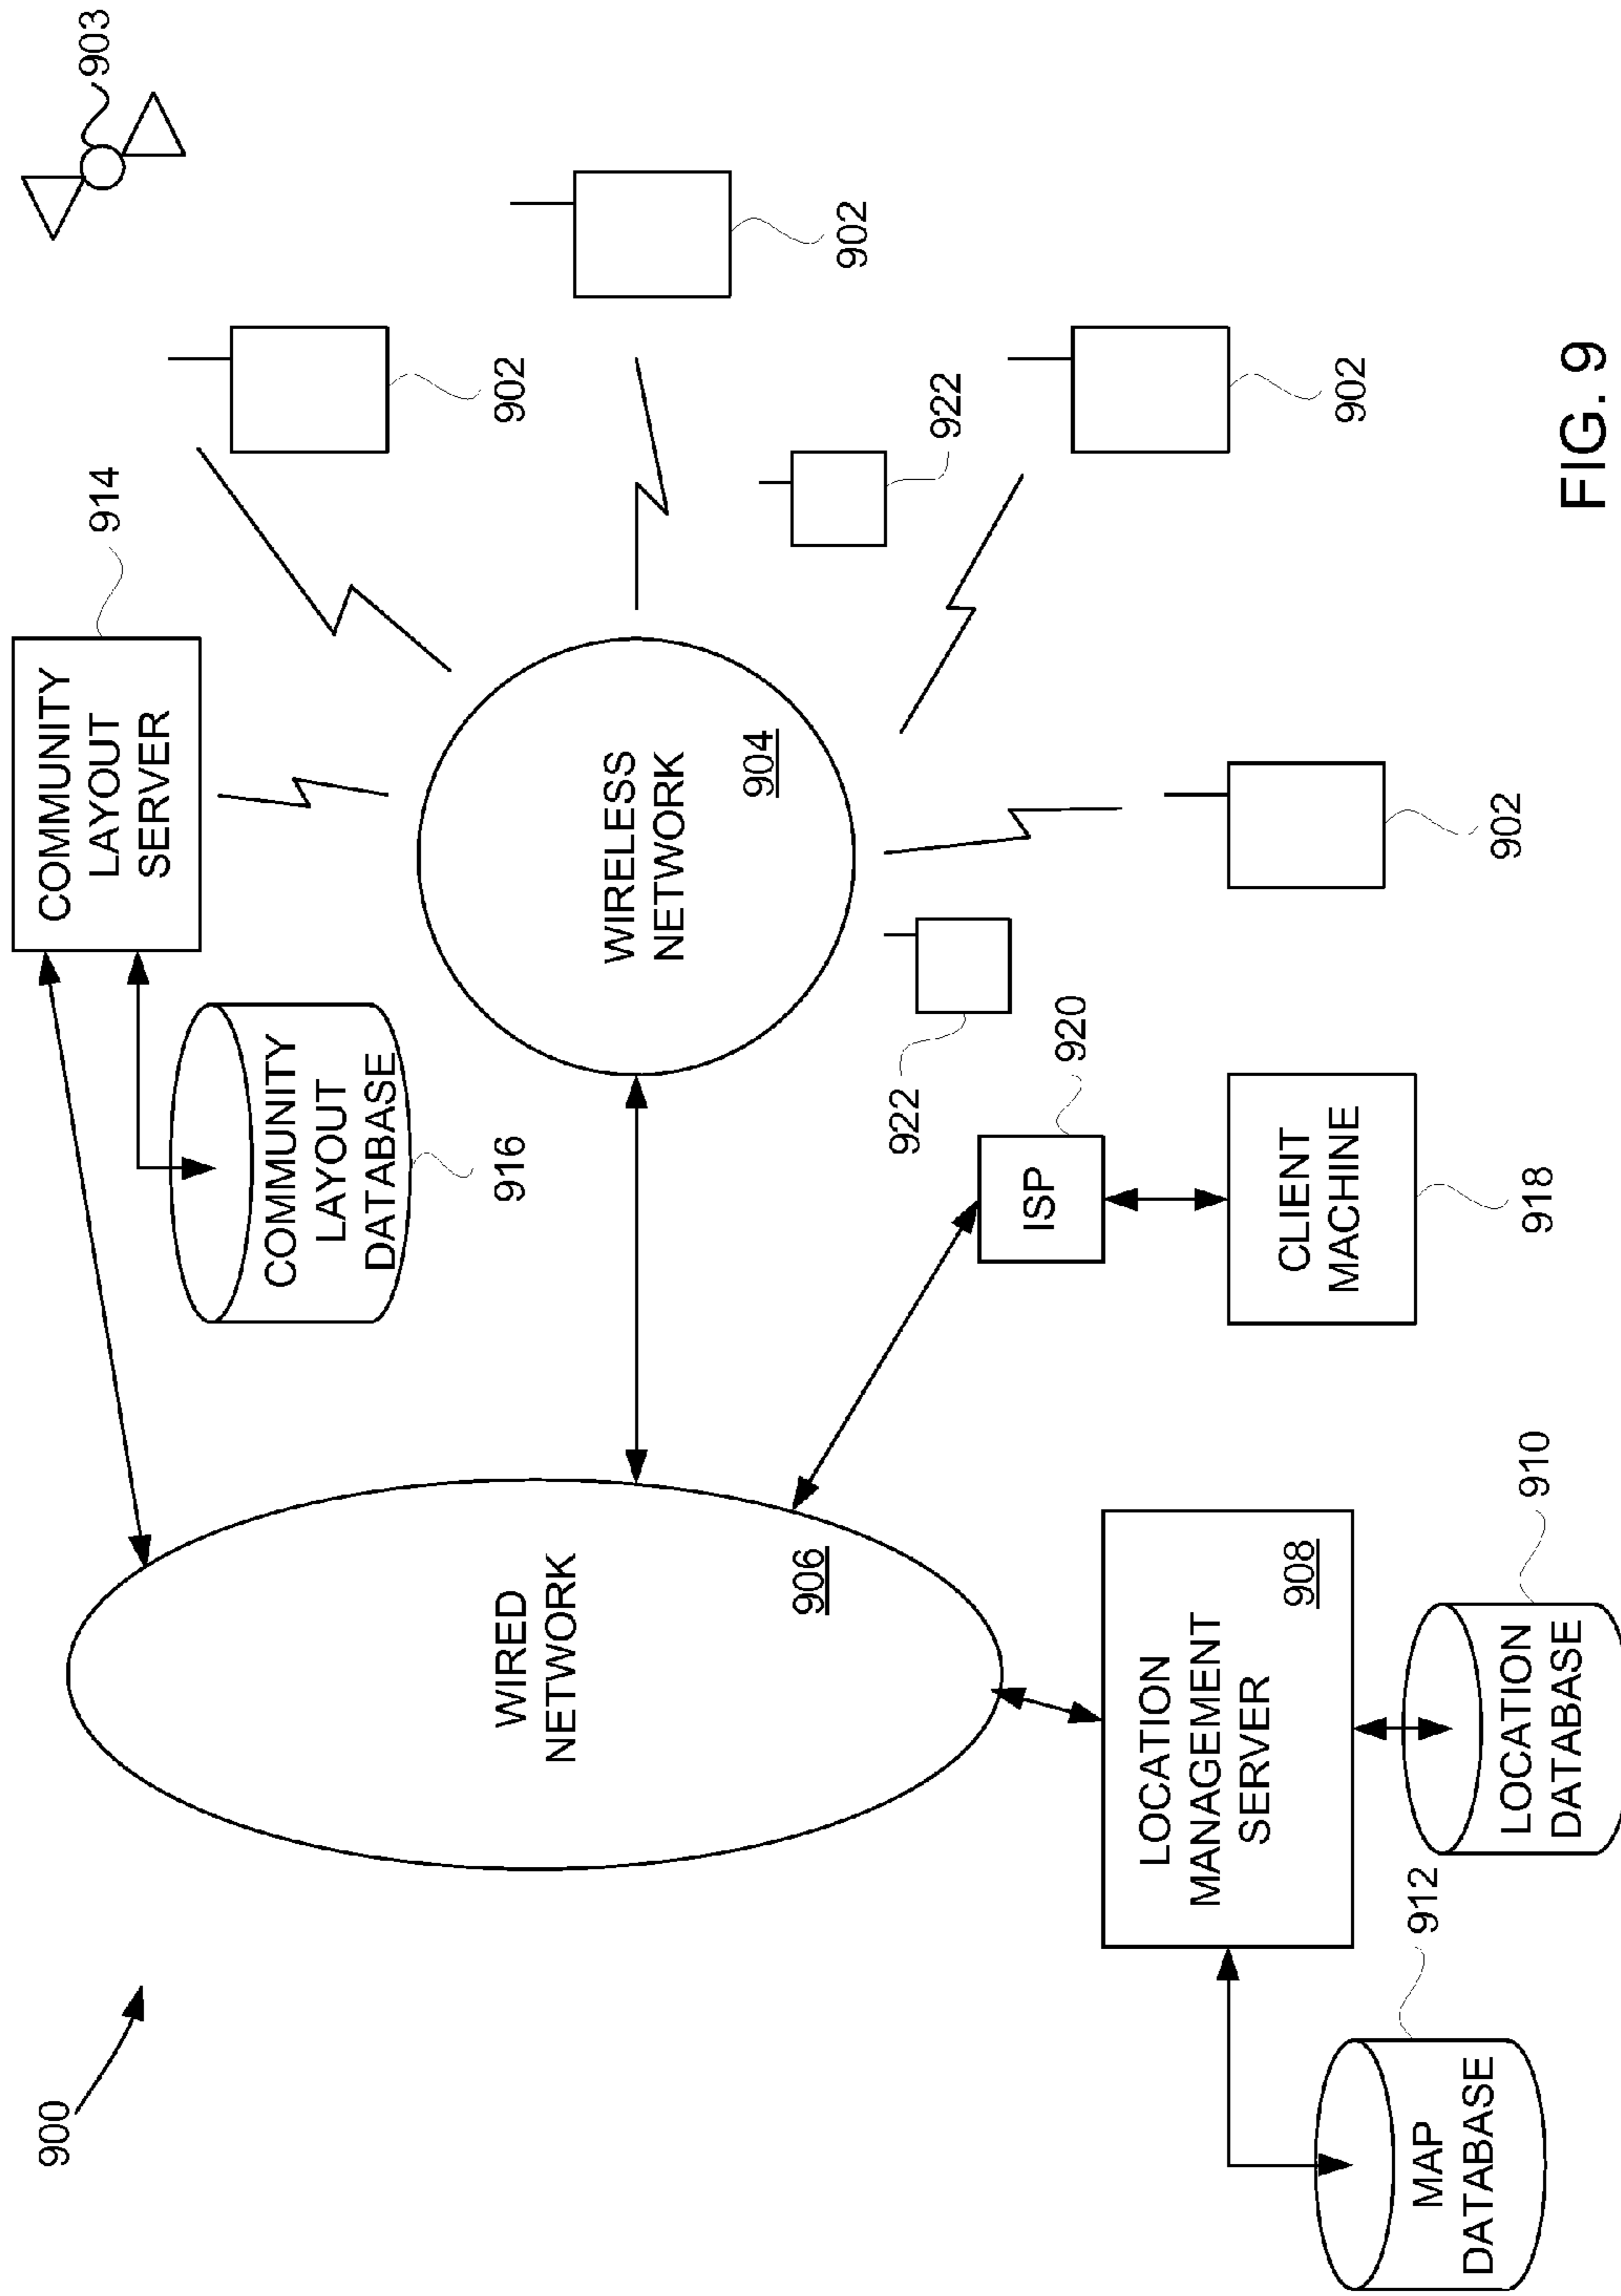 900
903
COMMUNITY
LAYOUT
SERVER
914
COMMUNITY
LAYOUT
DATABASE
916
902
902
WIRED
NETWORK
906
WIRELESS
NETWORK
904
922
902
922
902
ISP
920
CLIENT
MACHINE
918
LOCATION
MANAGEMENT
SERVER
908
LOCATION
DATABASE
910
MAP
DATABASE
912
FIG. 9